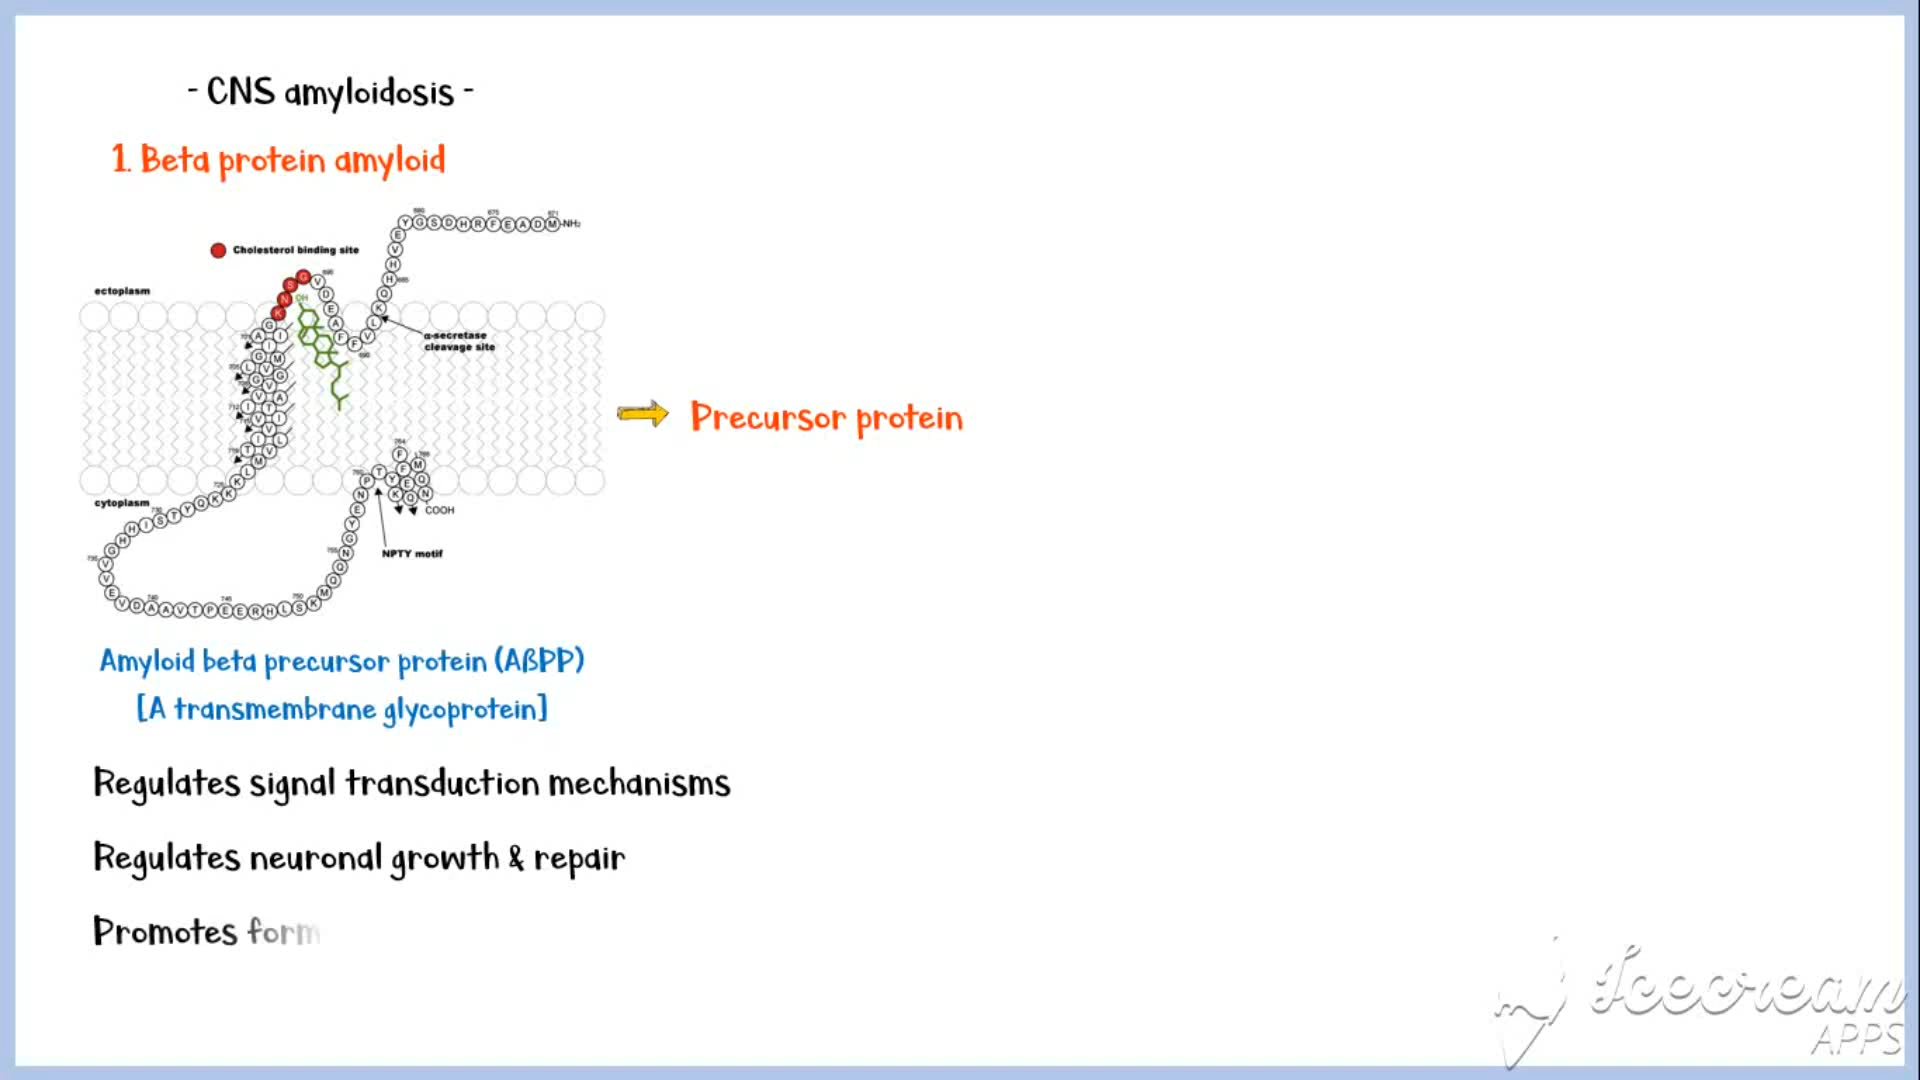 - CNS amyloidosis -
1. Beta protein amyloid
Cholesterol binding site
ectoplasm
α-secretase
cleavage site
Precursor protein
cytoplasm
COOH
NPTY motif
NH₂
OH
Amyloid beta precursor protein (AßPP)
[A transmembrane glycoprotein]
Regulates signal transduction mechanisms
Regulates neuronal growth & repair
Promotes form
Icecream
APPS